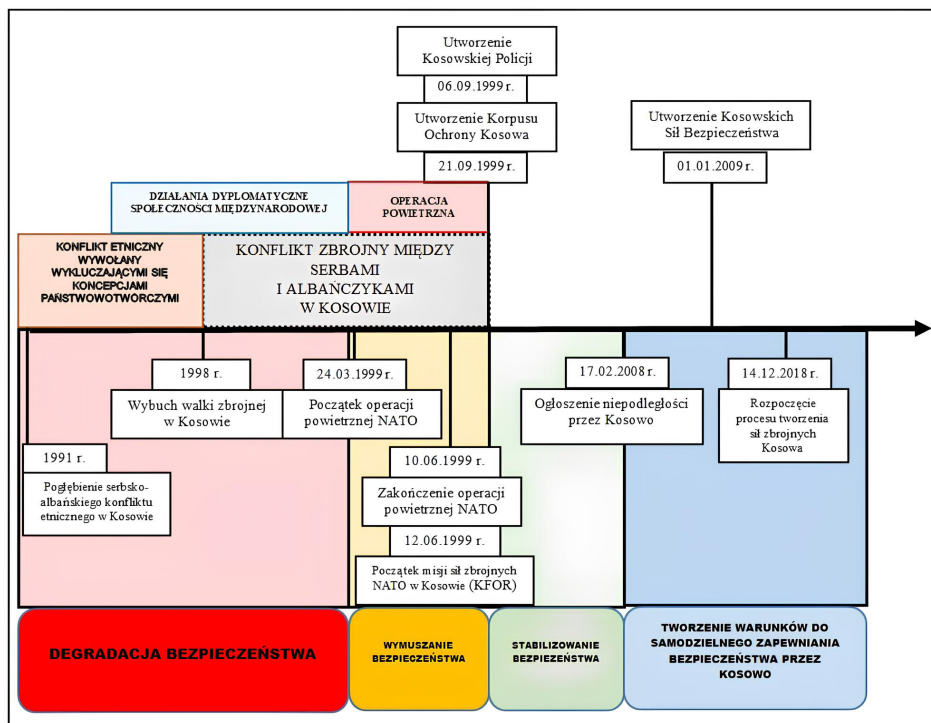 Utworzenie
Kosowskiej Policji
06.09.1999 r.
Utworzenie Korpusu
Ochrony Kosowa
21.09.1999 r.
Utworzenie Kosowskich
Sił Bezpieczeństwa
01.01.2009 r.
DZIAŁANIA DYPLOMATYCZNE
SPOŁECZNOŚCI MIĘDZYNARODOWEJ
OPERACJA
POWIETRZNA
KONFLIKT ETNICZNY
WYWOŁANY
WYKLUCZAJĄCYMI SIĘ
KONCEPCJAMI
PAŃSTWOWOTWÓRCZYMI
KONFLIKT ZBROJNY MIĘDZY
SERBAMI
I ALBAŃCZYKAMI
W KOSOWIE
1998 r.
Wybuch walki zbrojnej
w Kosowie
24.03.1999 r.
Początek operacji
powietrznej NATO
17.02.2008 r.
Ogłoszenie niepodległości
przez Kosowo
14.12.2018 r.
Rozpoczęcie
procesu tworzenia
sił zbrojnych
Kosowa
1991 r.
Pogłębienie serbsko-
albańskiego konfliktu
etnicznego w Kosowie
10.06.1999 r.
Zakończenie operacji
powietrznej NATO
12.06.1999 r.
Początek misji sił zbrojnych
NATO w Kosowie (KFOR)
DEGRADACJA BEZPIECZEŃSTWA
WYMUSZANIE
BEZPIECZEŃSTWA
STABILIZOWANIE
BEZPIEZEŃSTWA
TWORZENIE WARUNKÓW DO
SAMODZIELNEGO ZAPEWNIANIA
BEZPIECZEŃSTWA PRZEZ
KOSOWO